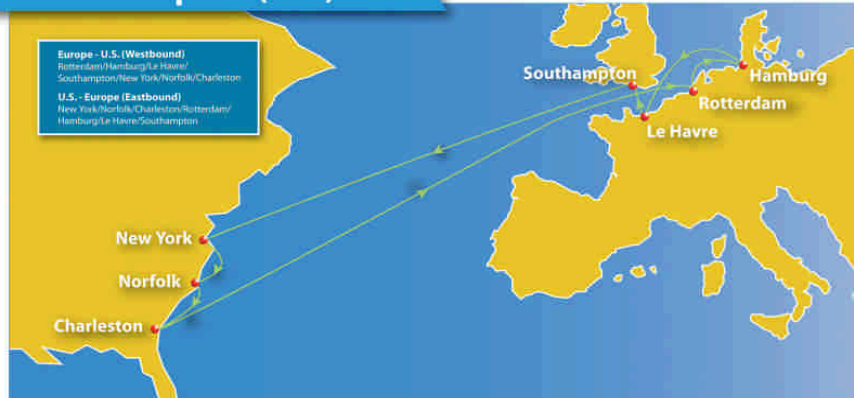 Europe - U.S. (Westbound)
Rotterdam/Hamburg/Le Havre/
Southampton/New York/Norfolk/Charleston
U.S. - Europe (Eastbound)
New York/Norfolk/Charleston/Rotterdam/
Hamburg/Le Havre/Southampton
Southampton
Hamburg
Rotterdam
Le Havre
New York
Norfolk
Charleston